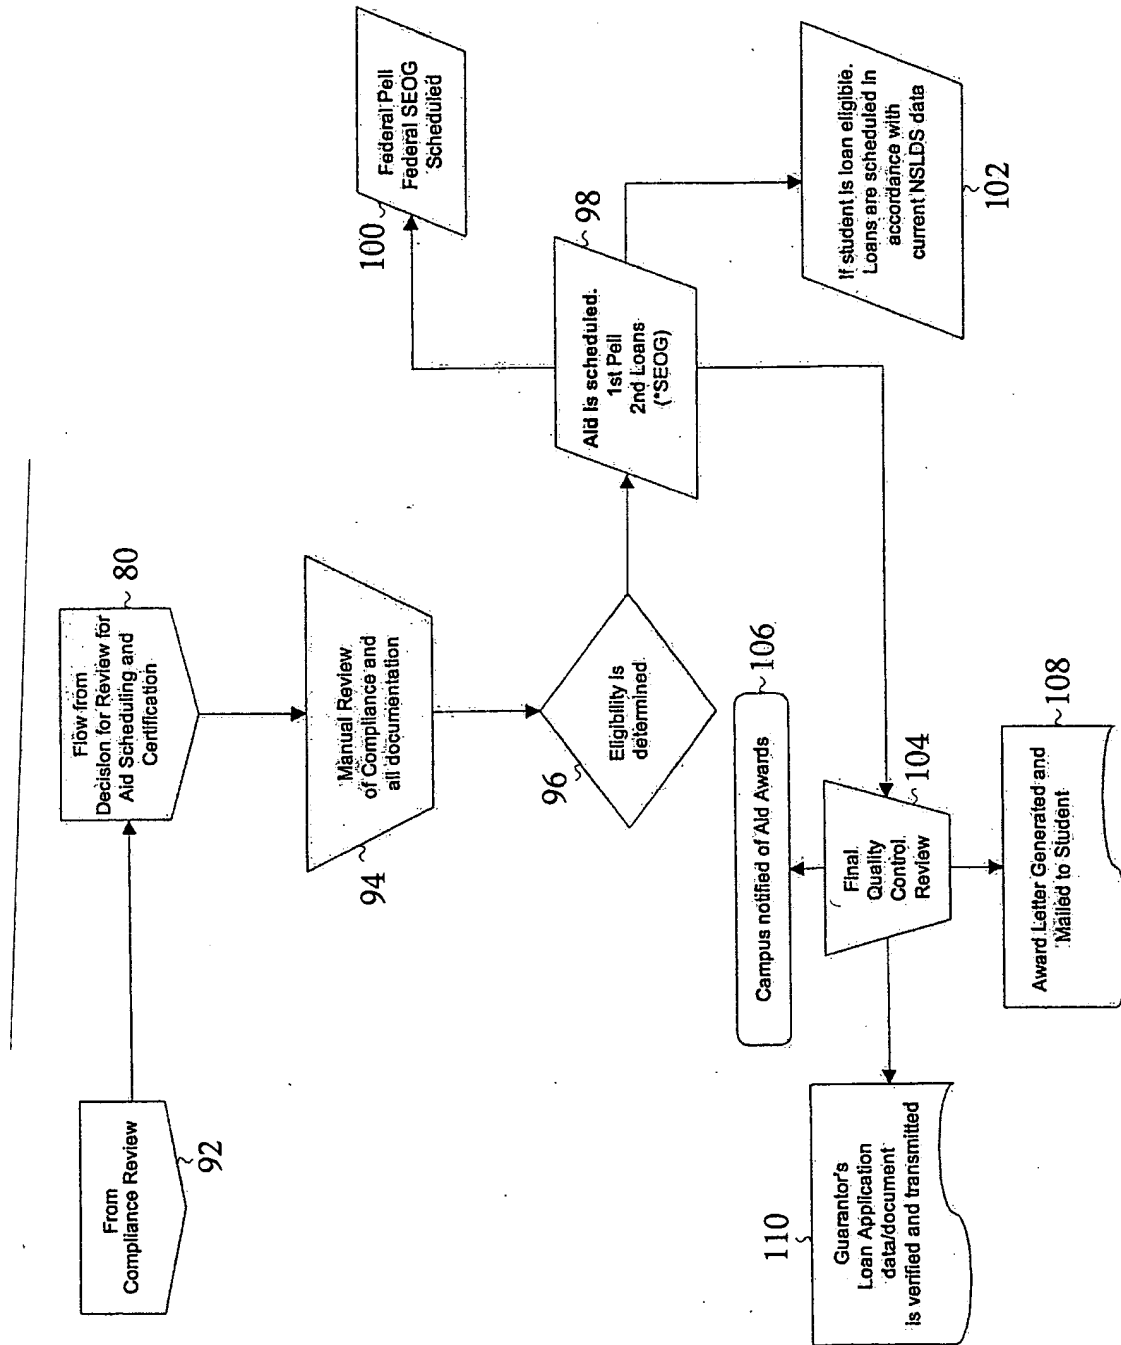 From
Compliance Review
92
Flow from
Decision for Review for
Aid Scheduling and
Certification
80
Manual Review
of Compliance and
all documentation
94
Eligibility is
determined
96
Aid is scheduled.
1st Pell
2nd Loans
(*SEOG)
98
Federal Pell
Federal SEOG
Scheduled
100
If student is loan eligible.
Loans are scheduled in
accordance with
current NSLDS data
102
Campus notified of Aid Awards
106
Final
Quality
Control
Review
104
Award Letter Generated and
Mailed to Student
108
Guarantor's
Loan Application
data/document
is verified and transmitted
110